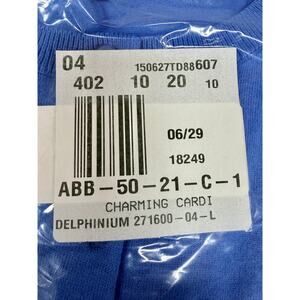 04 150627TD88607
402 10 20 10
06/29
18249
ABB-50-21-C-1
CHARMING CARDI
DELPHINIUM 271600-04-L